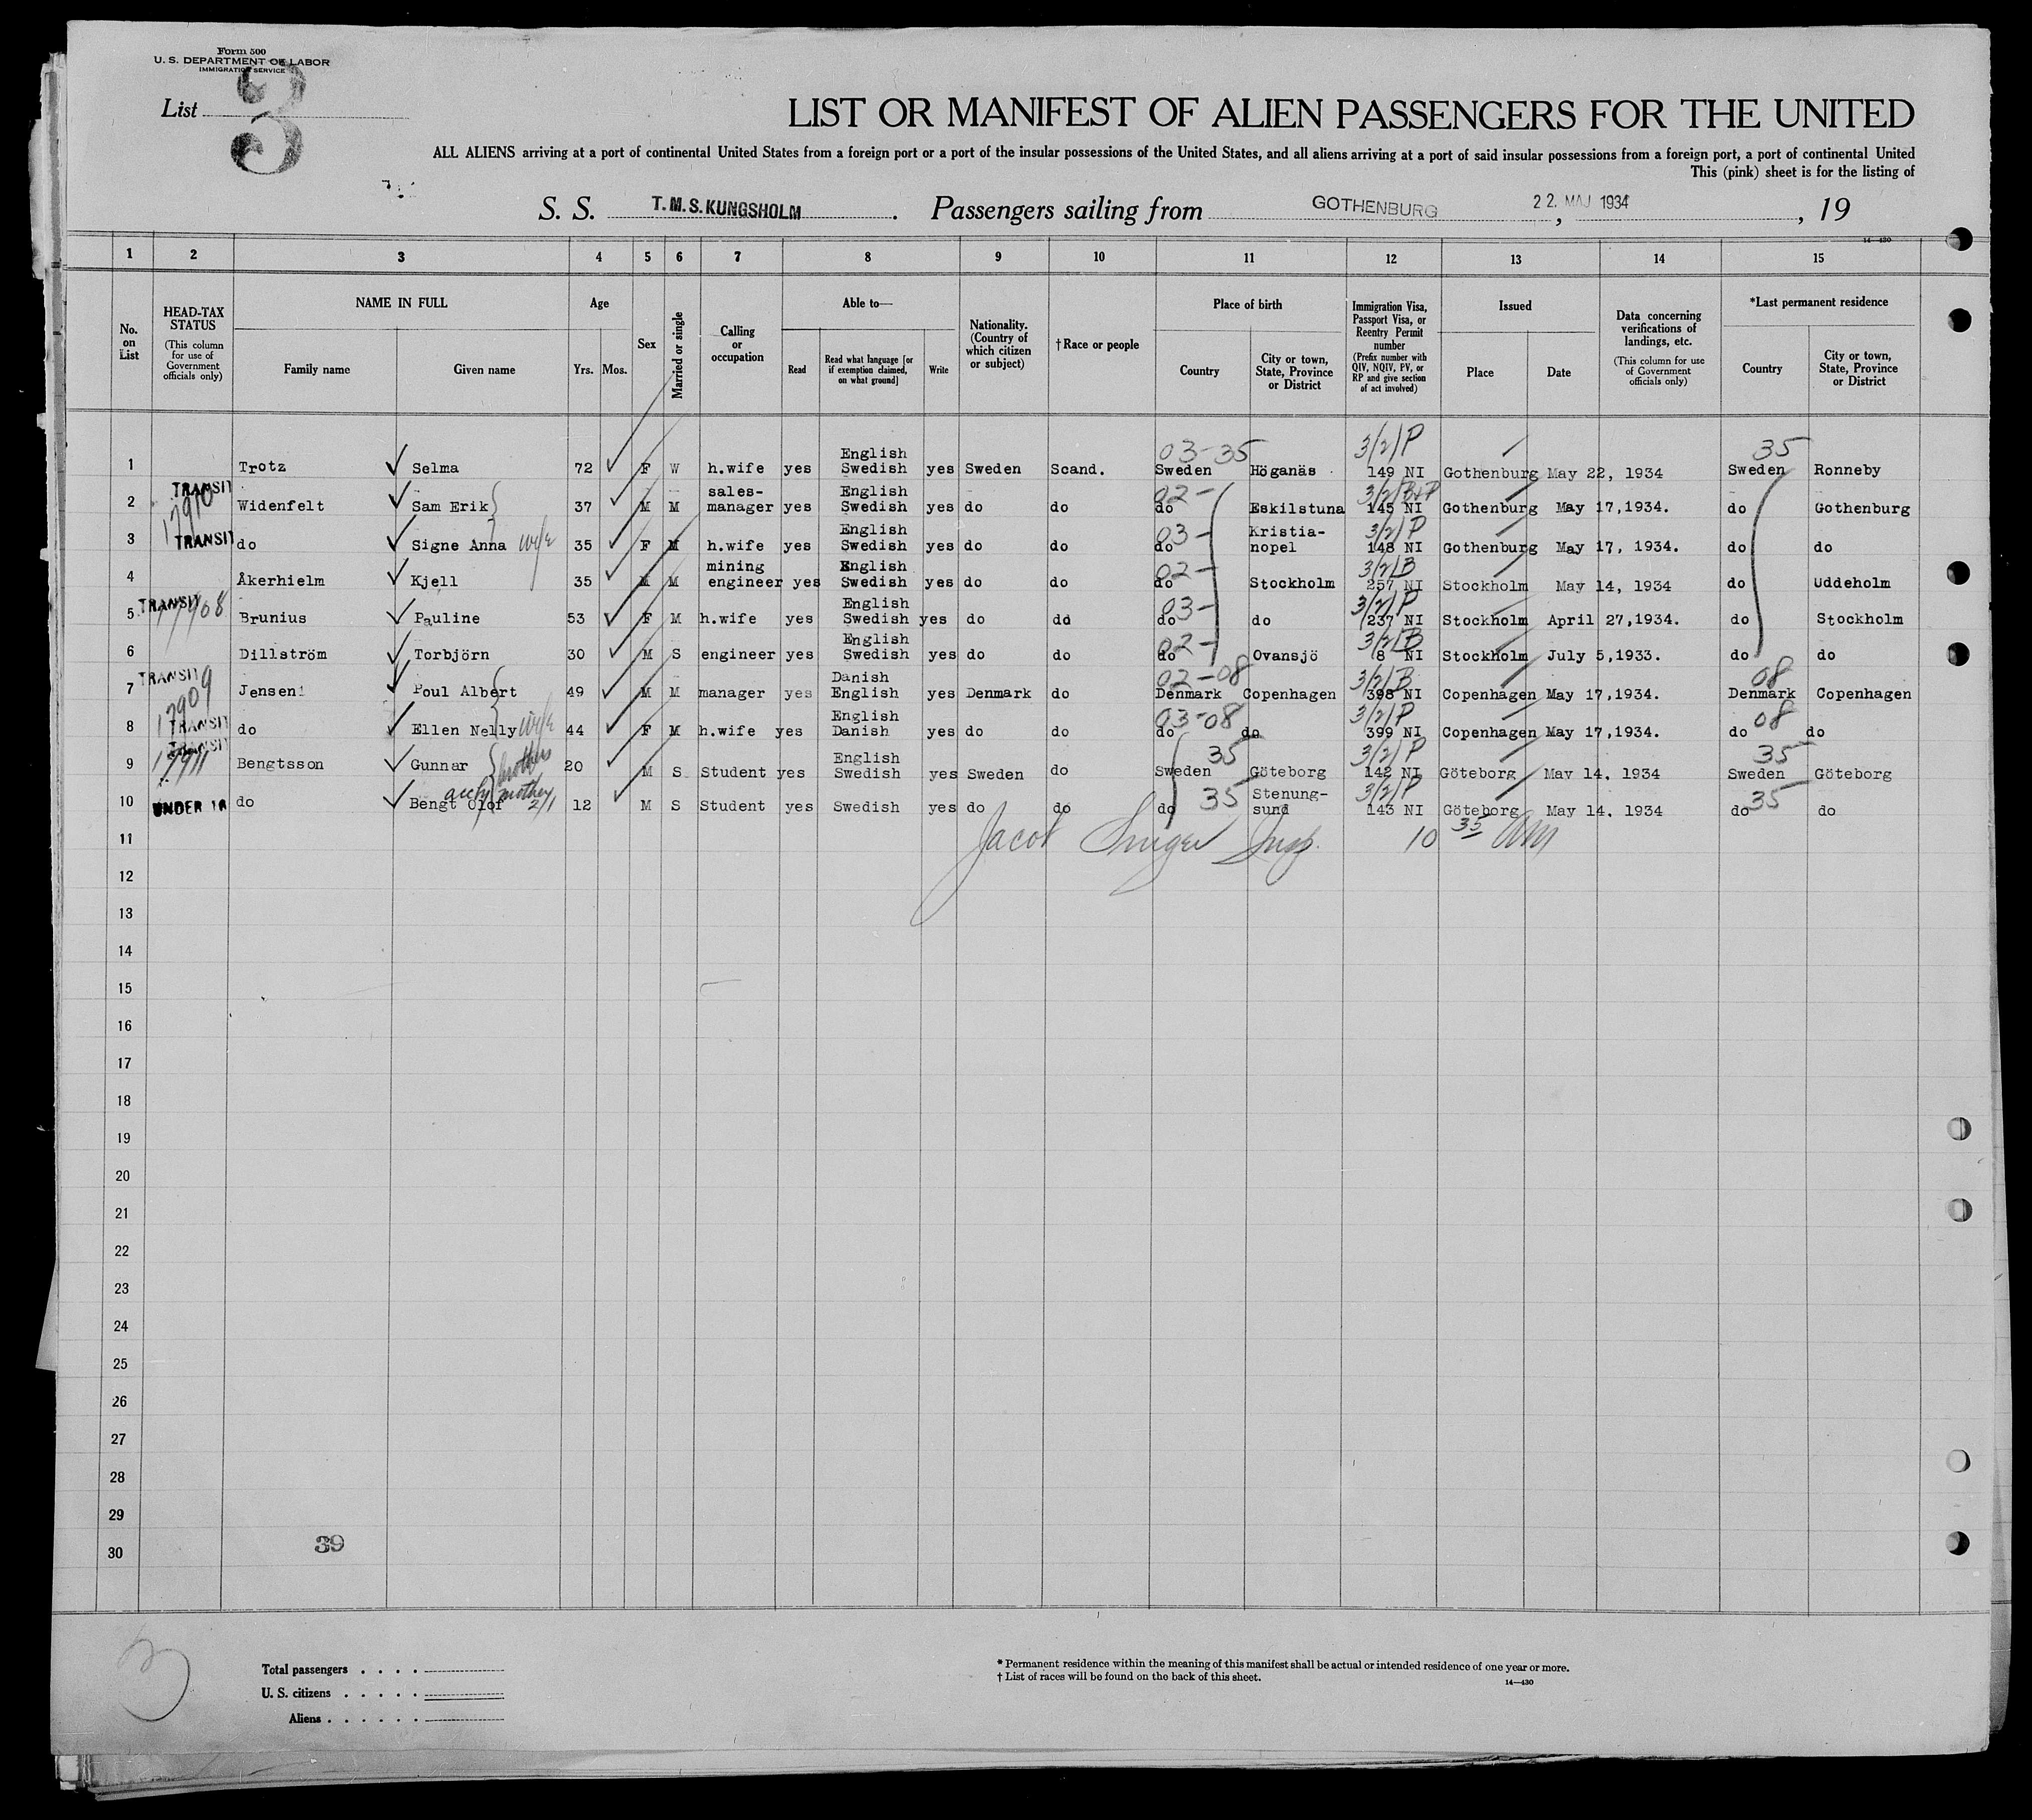 Form 500
U. S. DEPARTMENT OF LABOR
IMMIGRATION SERVICE
List 3
LIST OR MANIFEST OF ALIEN PASSENGERS FOR THE UNITED
ALL ALIENS arriving at a port of continental United States from a foreign port or a port of the insular possessions of the United States, and all aliens arriving at a port of said insular possessions from a foreign port, a port of continental United
This (pink) sheet is for the listing of
S. S. T.M.S. KUNGSHOLM. Passengers sailing from GOTHENBURG, 22. MAJ 1934, 19
14—430
1 2 3 4 5 6 7 8 9 10 11 12 13 14 15
No. on List
HEAD-TAX STATUS (This column for use of Government officials only)
NAME IN FULL
Family name
Given name
Age
Yrs. Mos.
Sex
Married or single
Calling or occupation
Able to—
Read
Read what language [or if exemption claimed, on what ground]
Write
Nationality. (Country of which citizen or subject)
†Race or people
Place of birth
Country
City or town, State, Province or District
Immigration Visa, Passport Visa, or Reentry Permit number (Prefix number with QIV, NQIV, PV, or RP and give section of act involved)
Issued
Place
Date
Data concerning verifications of landings, etc. (This column for use of Government officials only)
*Last permanent residence
Country
City or town, State, Province or District
03-35 3/2/P 35
1 Trotz Selma 72 F W h.wife yes English Swedish yes Sweden Scand. Sweden Höganäs 149 NI Gothenburg May 22, 1934 Sweden Ronneby
TRANSIT 17910 02- 3/2/B+P
2 Widenfelt Sam Erik 37 M M sales-manager yes English Swedish yes do do do Eskilstuna 145 NI Gothenburg May 17,1934. do Gothenburg
03- 3/2/P
3 TRANSIT do Signe Anna wife 35 F M h.wife yes English Swedish yes do do do Kristia-nopel 148 NI Gothenburg May 17, 1934. do do
02- 3/2/B
4 Åkerhielm Kjell 35 M M mining engineer yes English Swedish yes do do do Stockholm 257 NI Stockholm May 14, 1934 do Uddeholm
TRANSIT 17908 03- 3/2/P
5 Brunius Pauline 53 F M h.wife yes English Swedish yes do do do do 237 NI Stockholm April 27,1934. do Stockholm
02- 3/2/B
6 Dillström Torbjörn 30 M S engineer yes English Swedish yes do do do Ovansjö 8 NI Stockholm July 5,1933. do do
TRANSIT 17909 02-08 3/2/B 08
7 Jensen Poul Albert 49 M M manager yes Danish English yes Denmark do Denmark Copenhagen 398 NI Copenhagen May 17,1934. Denmark Copenhagen
TRANSIT 03-08 3/2/P 08
8 do Ellen Nelly wife 44 F M h.wife yes English Danish yes do do do do 399 NI Copenhagen May 17,1934. do do
TRANSIT 17911 35 3/2/P 35
9 Bengtsson Gunnar brothers 20 M S Student yes English Swedish yes Sweden do Sweden Göteborg 142 NI Göteborg May 14, 1934 Sweden Göteborg
mother 2/1 35 3/2/P 35
10 UNDER 16 do Bengt Olof 12 M S Student yes Swedish yes do do do Stenung-sund 143 NI Göteborg May 14, 1934 do do
11 Jacob Insp. 10 35 AM
12
13
14
15
16
17
18
19
20
21
22
23
24
25
26
27
28
29
30
39
3
Total passengers
U. S. citizens
Aliens
* Permanent residence within the meaning of this manifest shall be actual or intended residence of one year or more.
† List of races will be found on the back of this sheet.
14—430